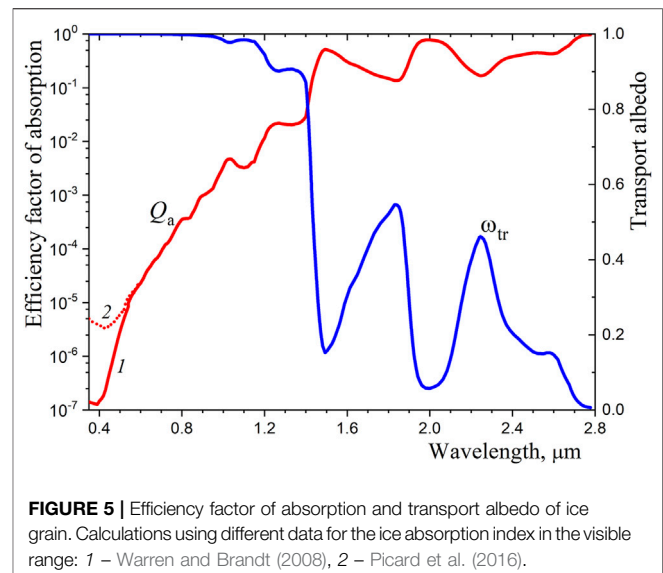 Efficiency factor of absorption
10⁰
10⁻¹
10⁻²
10⁻³
10⁻⁴
10⁻⁵
10⁻⁶
10⁻⁷
Qa
2
1
ωtr
1.0
0.8
0.6
0.4
0.2
0.0
Transport albedo
0.4 0.8 1.2 1.6 2.0 2.4 2.8
Wavelength, μm
FIGURE 5 | Efficiency factor of absorption and transport albedo of ice
grain. Calculations using different data for the ice absorption index in the visible
range: 1 – Warren and Brandt (2008), 2 – Picard et al. (2016).